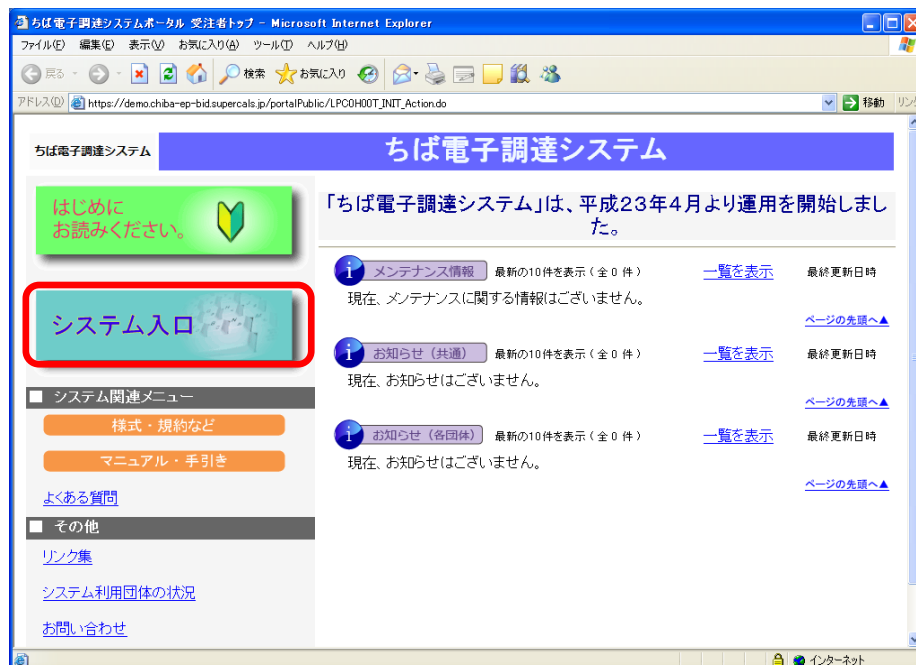 ちば電子調達システムポータル 受注者トップ - Microsoft Internet Explorer
ファイル(F) 編集(E) 表示(V) お気に入り(A) ツール(T) ヘルプ(H)
戻る 検索 お気に入り
アドレス(D) https://demo.chiba-ep-bid.supercals.jp/portalPublic/LPC0H00T_INIT_Action.do 移動 リンク
ちば電子調達システム ちば電子調達システム
はじめに
お読みください。
システム入口
■ システム関連メニュー
様式・規約など
マニュアル・手引き
よくある質問
■ その他
リンク集
システム利用団体の状況
お問い合わせ
「ちば電子調達システム」は、平成23年4月より運用を開始しまし
た。
i メンテナンス情報 最新の10件を表示(全 0 件) 一覧を表示 最終更新日時
現在、メンテナンスに関する情報はございません。
ページの先頭へ▲
i お知らせ(共通) 最新の10件を表示(全 0 件) 一覧を表示 最終更新日時
現在、お知らせはございません。
ページの先頭へ▲
i お知らせ(各団体) 最新の10件を表示(全 0 件) 一覧を表示 最終更新日時
現在、お知らせはございません。
ページの先頭へ▲
インターネット